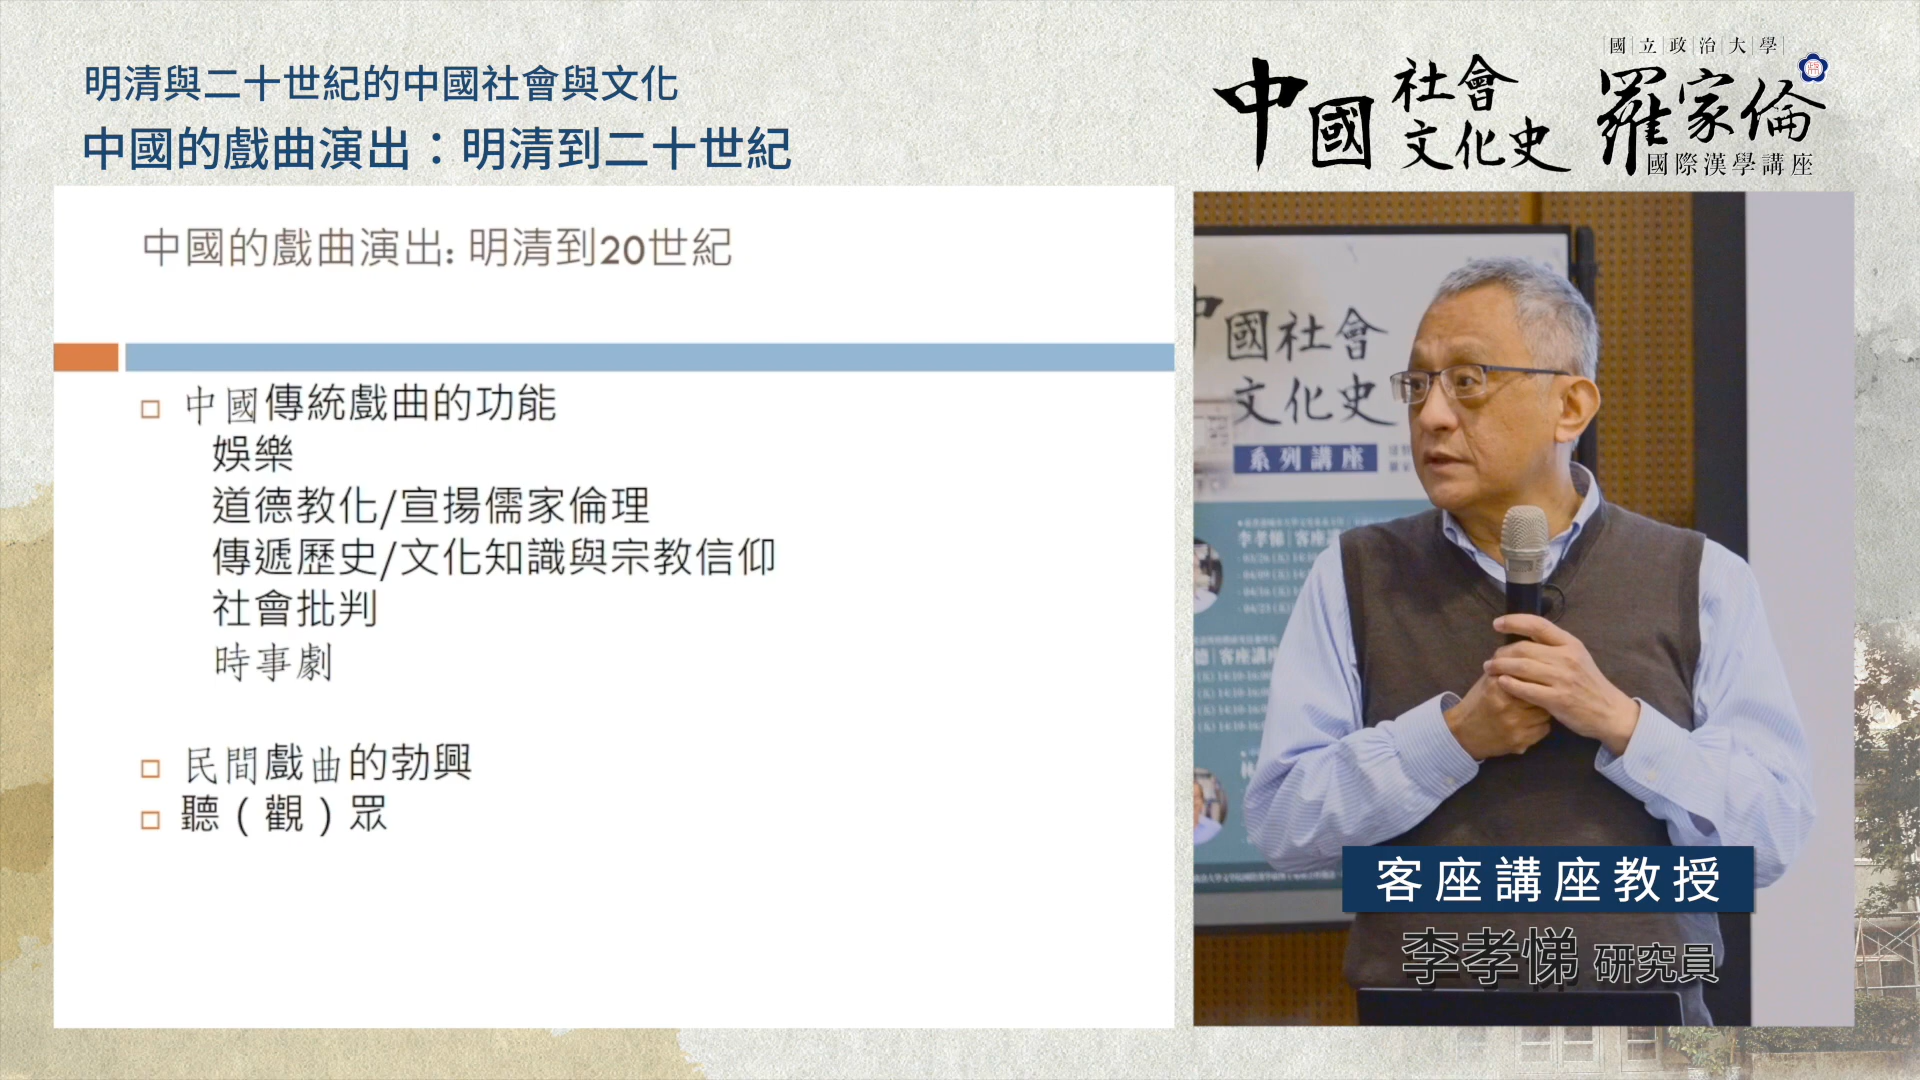 明清與二十世紀的中國社會與文化
中國的戲曲演出：明清到二十世紀
中國社會文化史
國立政治大學
羅家倫
國際漢學講座
中國的戲曲演出: 明清到20世紀
中國傳統戲曲的功能
娛樂
道德教化/宣揚儒家倫理
傳遞歷史/文化知識與宗教信仰
社會批判
時事劇
民間戲曲的勃興
聽（觀）眾
中國社會
文化史
系列講座
李孝悌｜客座講
客座講座教授
李孝悌 研究員